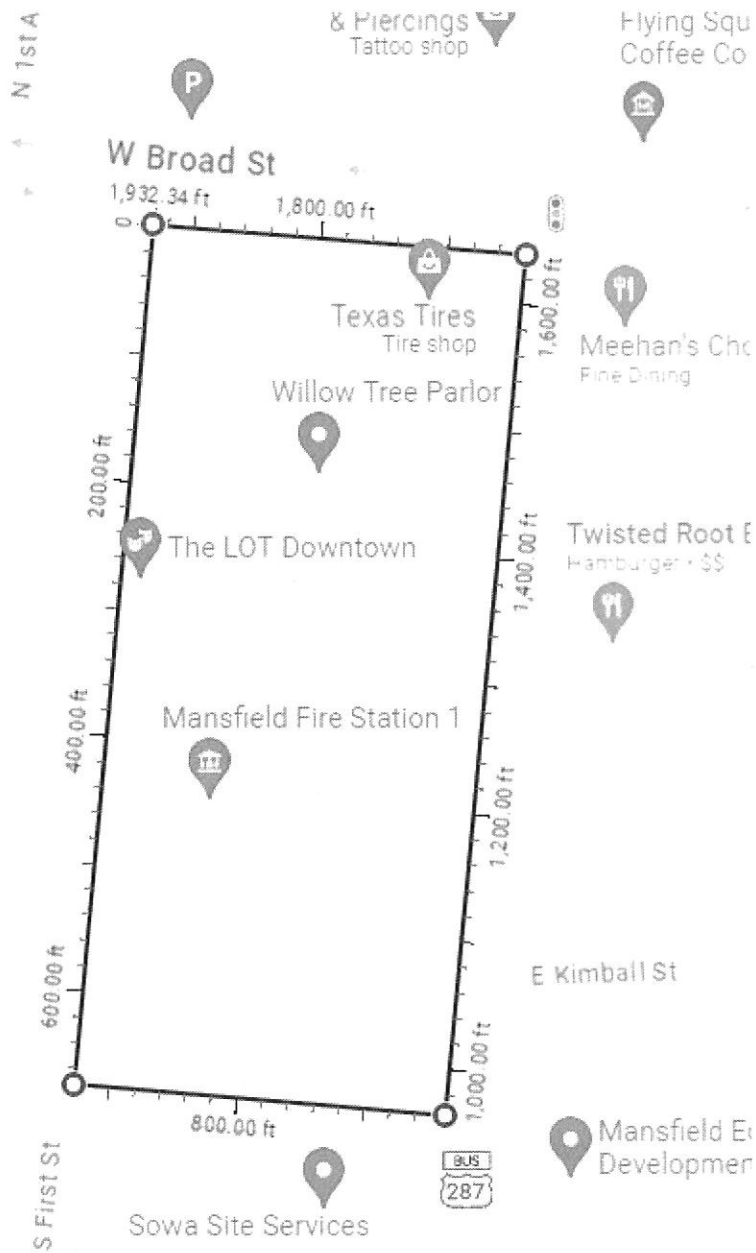 N 1st A
& Piercings
Tattoo shop
Flying Squ
Coffee Co
P
W Broad St
1,932.34 ft
0
1,800.00 ft
Texas Tires
Tire shop
1,600.00 ft
Meehan's Cho
Fine Dining
Willow Tree Parlor
200.00 ft
The LOT Downtown
1,400.00 ft
Twisted Root B
Hamburger · $$
Mansfield Fire Station 1
400.00 ft
1,200.00 ft
600.00 ft
E Kimball St
1,000.00 ft
800.00 ft
BUS
287
Mansfield Ec
Developmen
S First St
Sowa Site Services